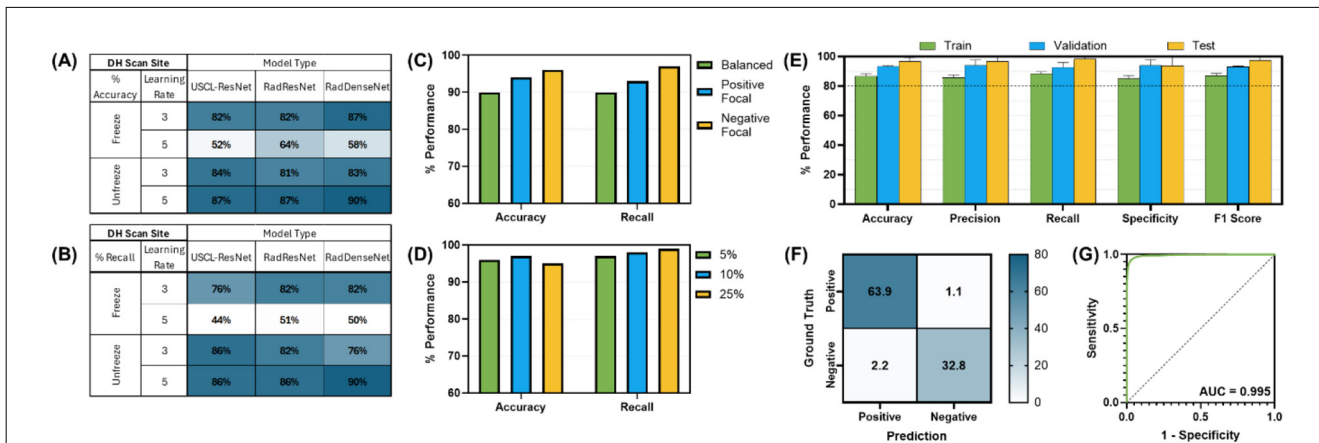 (A)
DH Scan Site Model Type
% Accuracy Learning Rate USCL-ResNet RadResNet RadDenseNet
Freeze 3 82% 82% 87%
5 52% 64% 58%
Unfreeze 3 84% 81% 83%
5 87% 87% 90%
(B)
DH Scan Site Model Type
% Recall Learning Rate USCL-ResNet RadResNet RadDenseNet
Freeze 3 76% 82% 82%
5 44% 51% 50%
Unfreeze 3 86% 82% 76%
5 86% 86% 90%
(C)
% Performance
100
90
80
70
60
Accuracy Recall
Balanced
Positive Focal
Negative Focal
(D)
% Performance
100
90
80
70
60
Accuracy Recall
5%
10%
25%
(E)
Train Validation Test
% Performance
100
80
60
40
20
0
Accuracy Precision Recall Specificity F1 Score
(F)
Ground Truth
Positive 63.9 1.1
Negative 2.2 32.8
Positive Negative
Prediction
80
60
40
20
0
(G)
Sensitivity
1.0
0.5
0.0
0.0 0.5 1.0
AUC = 0.995
1 - Specificity